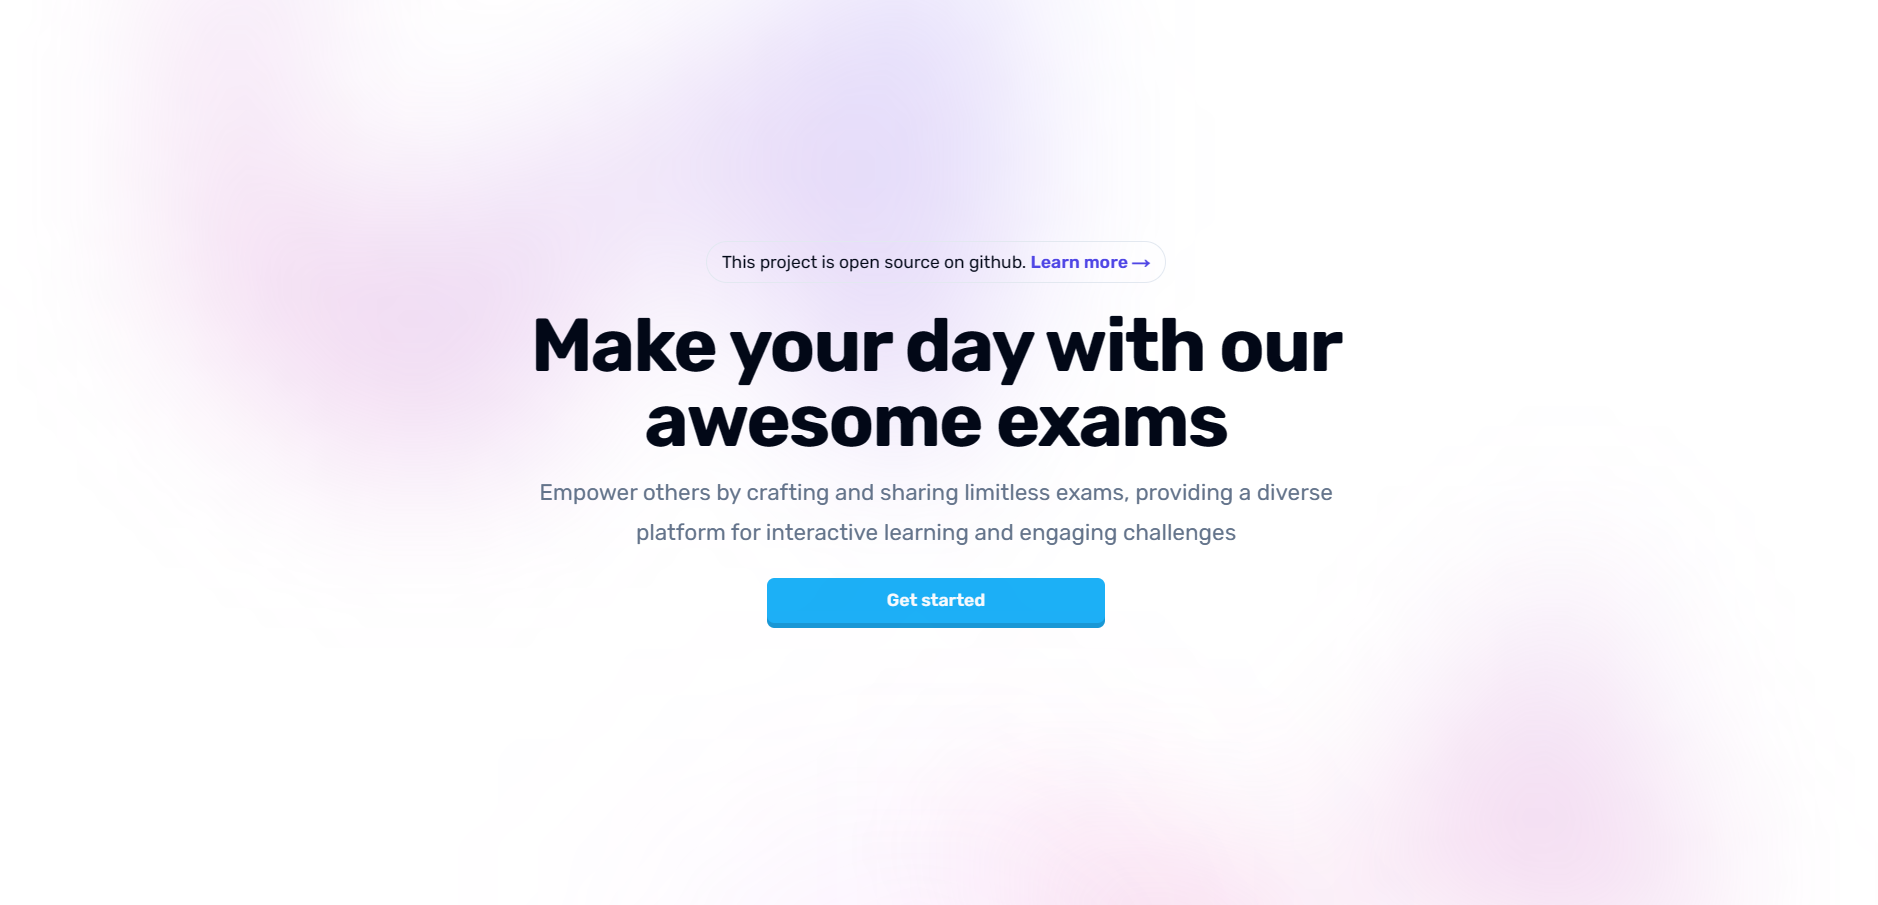 This project is open source on github. Learn more →
Make your day with our
awesome exams
Empower others by crafting and sharing limitless exams, providing a diverse
platform for interactive learning and engaging challenges
Get started